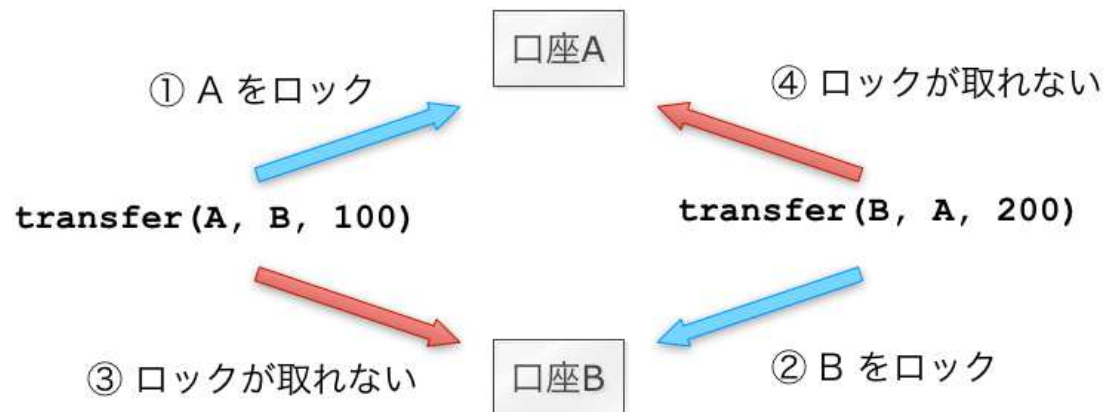 口座A
① A をロック
④ ロックが取れない
transfer(A, B, 100)
transfer(B, A, 200)
③ ロックが取れない
口座B
② B をロック